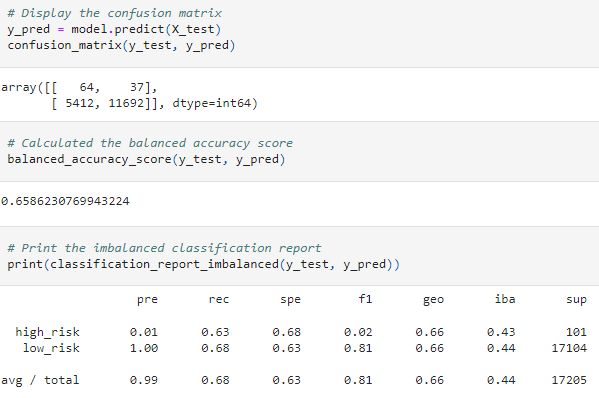 # Display the confusion matrix
y_pred = model.predict(X_test)
confusion_matrix(y_test, y_pred)
array([[   64,    37],
       [ 5412, 11692]], dtype=int64)
# Calculated the balanced accuracy score
balanced_accuracy_score(y_test, y_pred)
0.6586230769943224
# Print the imbalanced classification report
print(classification_report_imbalanced(y_test, y_pred))
pre rec spe f1 geo iba sup
high_risk 0.01 0.63 0.68 0.02 0.66 0.43 101
low_risk 1.00 0.68 0.63 0.81 0.66 0.44 17104
avg / total 0.99 0.68 0.63 0.81 0.66 0.44 17205